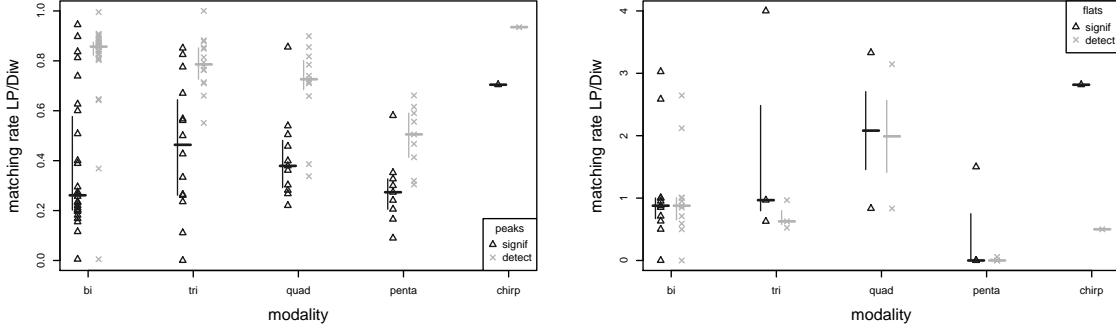 matching rate LP/Diw
1.0
0.8
0.6
0.4
0.2
0.0
peaks
signif
detect
bi
tri
quad
penta
chirp
modality
matching rate LP/Diw
4
3
2
1
0
flats
signif
detect
bi
tri
quad
penta
chirp
modality